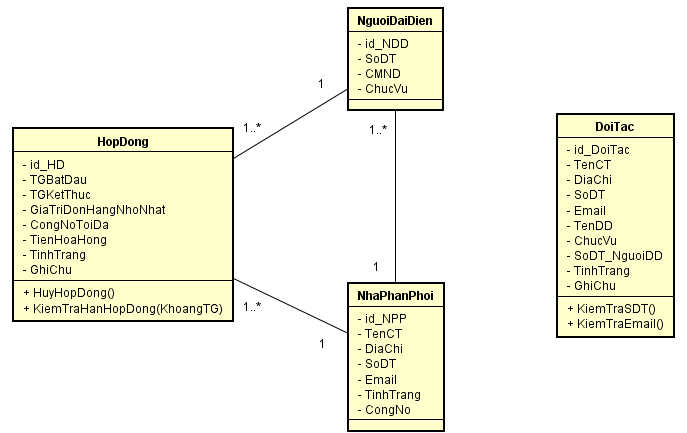 NguoiDaiDien
- id_NDD
- SoDT
- CMND
- ChucVu
1
1..*
1..*
HopDong
- id_HD
- TGBatDau
- TGKetThuc
- GiaTriDonHangNhoNhat
- CongNoToiDa
- TienHoaHong
- TinhTrang
- GhiChu
+ HuyHopDong()
+ KiemTraHanHopDong(KhoangTG)
1..*
1
1
NhaPhanPhoi
- id_NPP
- TenCT
- DiaChi
- SoDT
- Email
- TinhTrang
- CongNo
DoiTac
- id_DoiTac
- TenCT
- DiaChi
- SoDT
- Email
- TenDD
- ChucVu
- SoDT_NguoiDD
- TinhTrang
- GhiChu
+ KiemTraSDT()
+ KiemTraEmail()